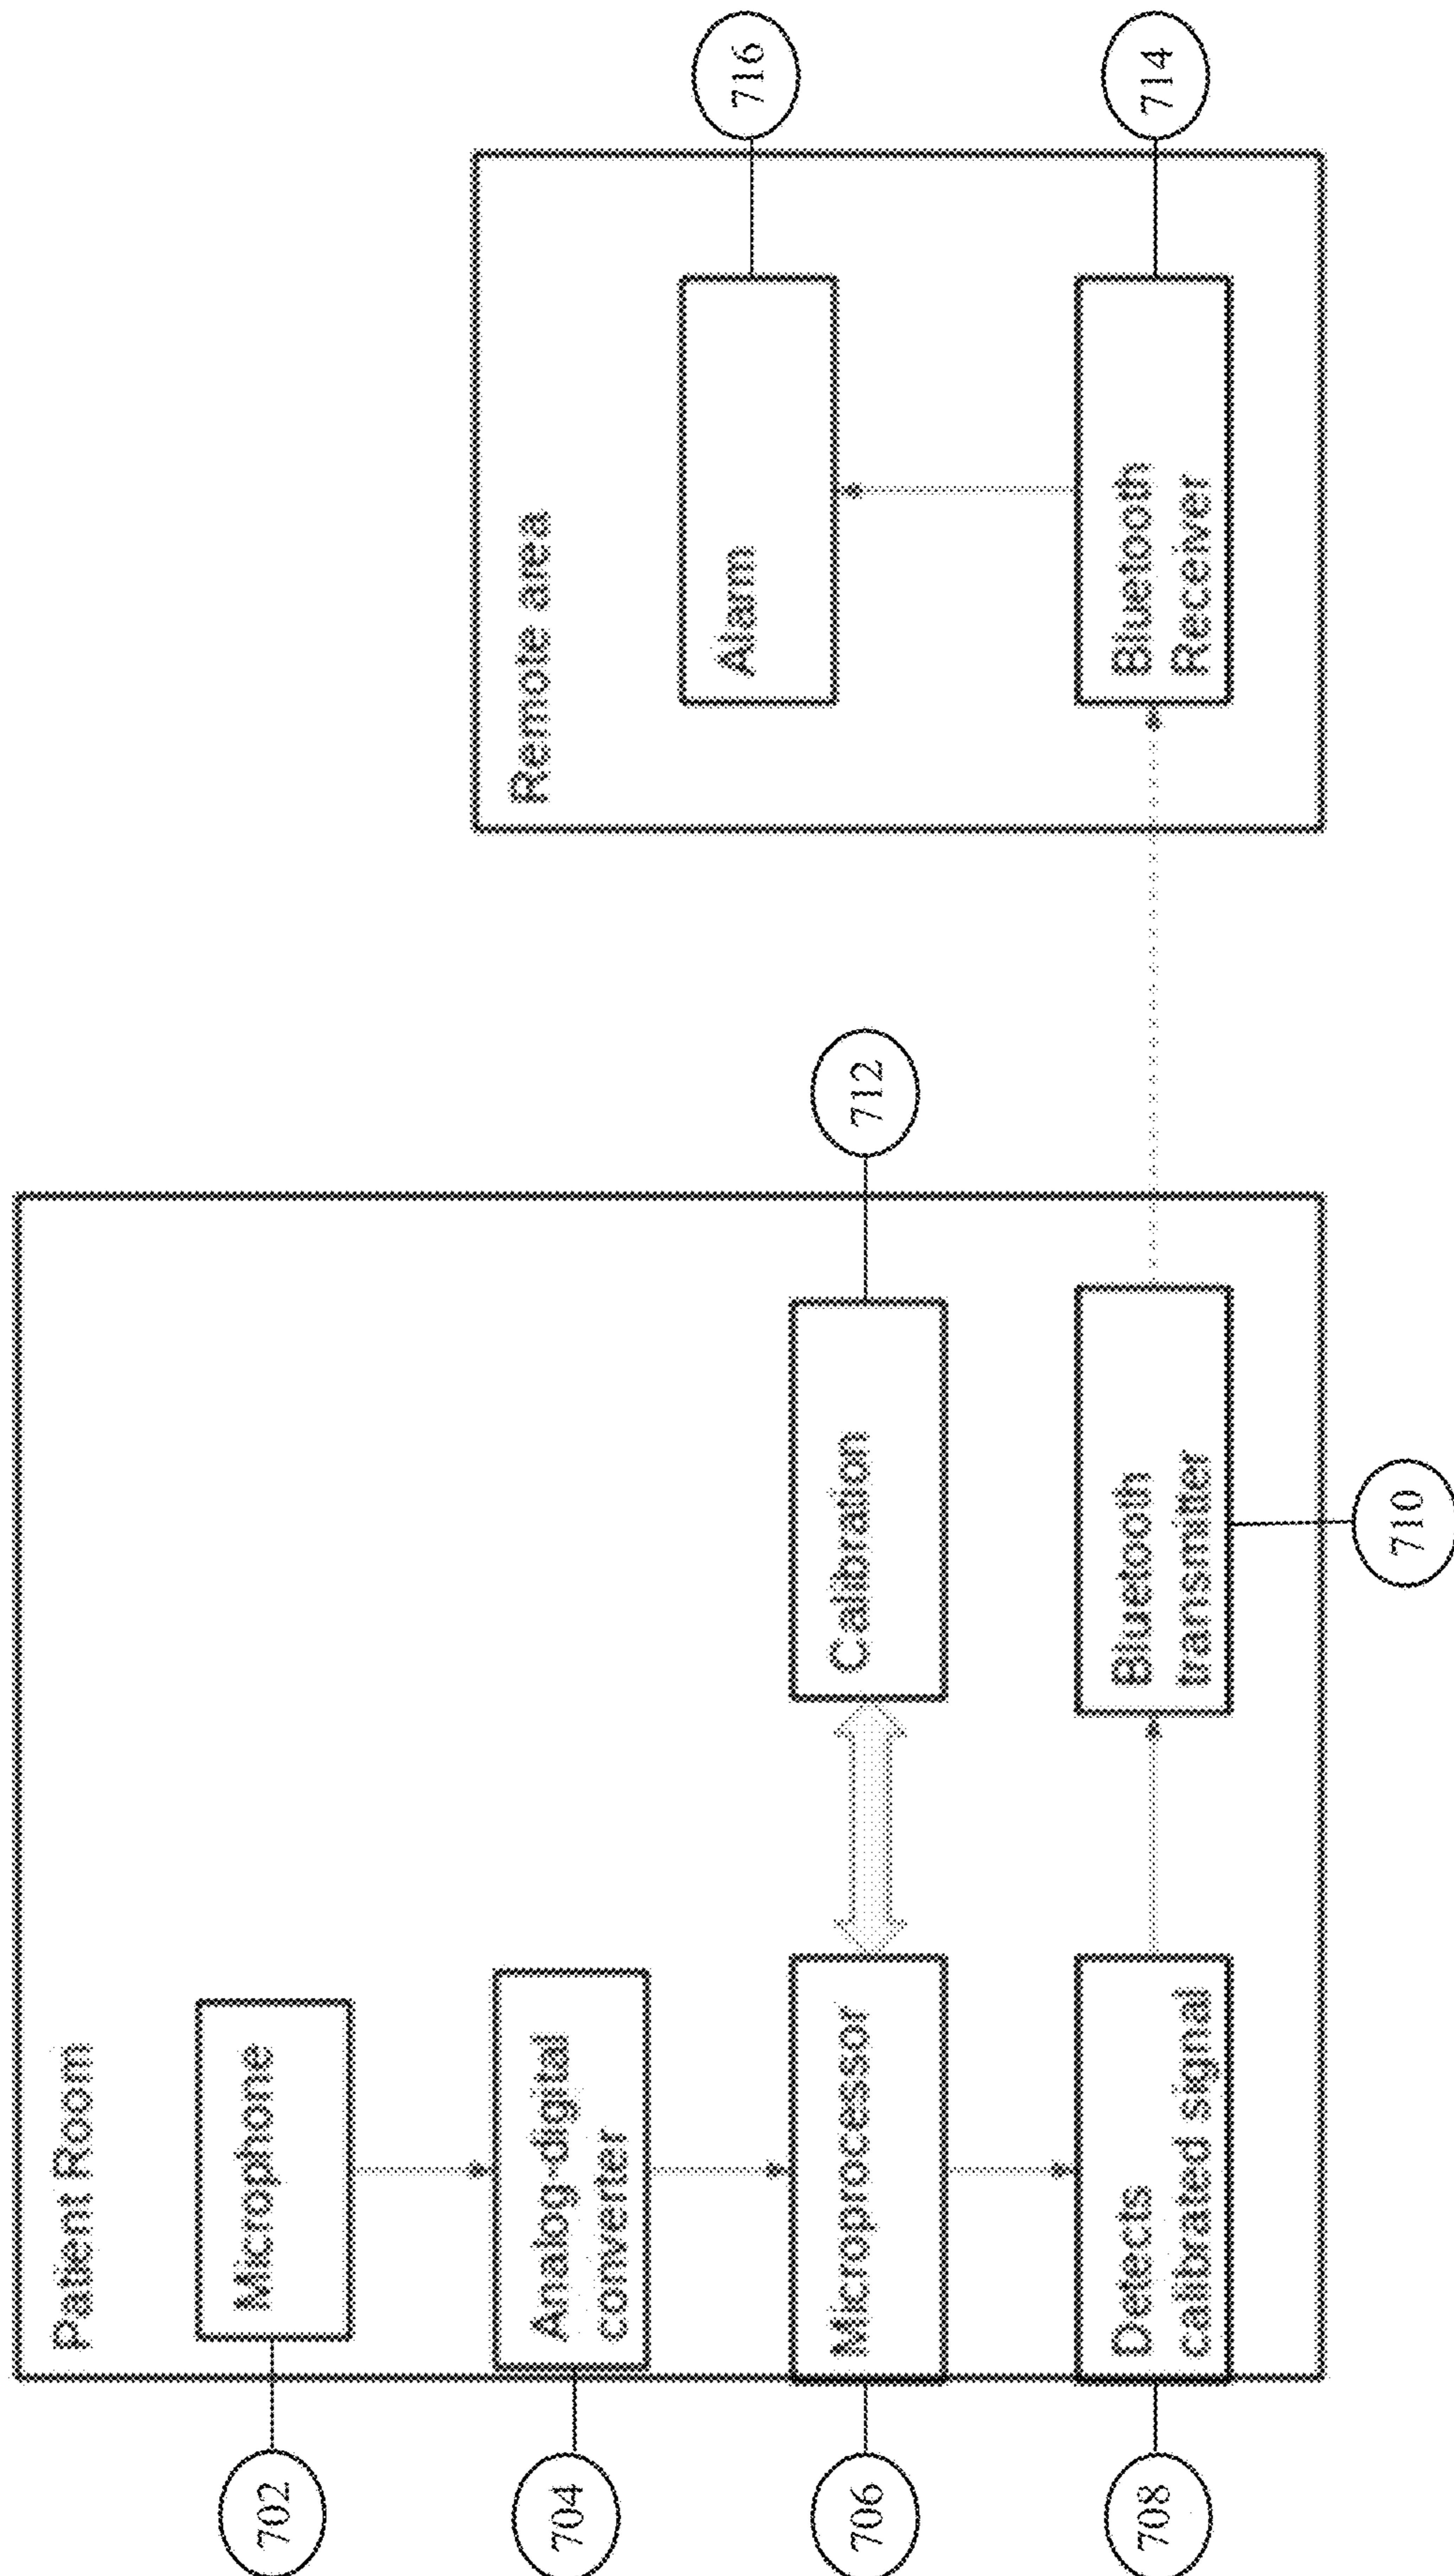 Patient Room
702
Microphone
704
Analog-digital
converter
706
Microprocessor
Calibration
712
708
Detects
calibrated signal
Bluetooth
transmitter
710
Remote area
Alarm
716
Bluetooth
Receiver
714